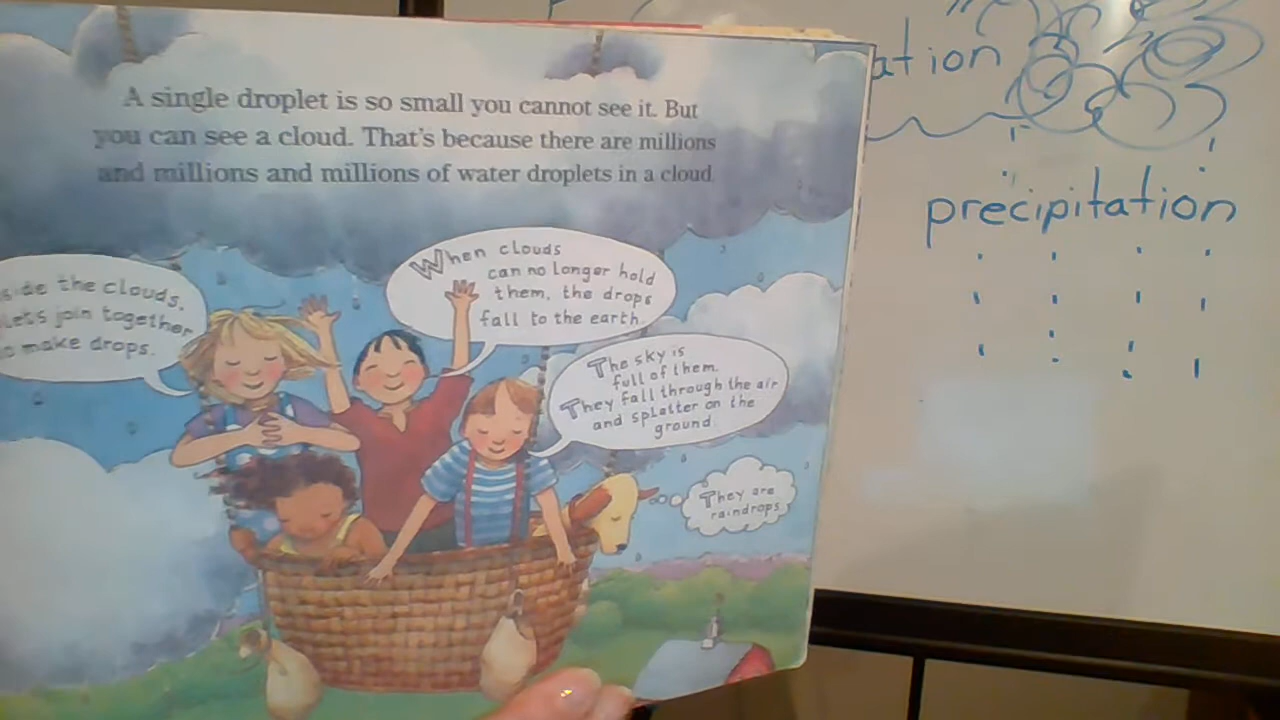 A single droplet is so small you cannot see it. But
you can see a cloud. That's because there are millions
and millions and millions of water droplets in a cloud
the clouds,
join together
make drops.
When clouds
can no longer hold
them, the drops
fall to the earth.
The sky is
full of them.
They fall through the air
and splatter on the
ground.
They are
raindrops.
ation
precipitation